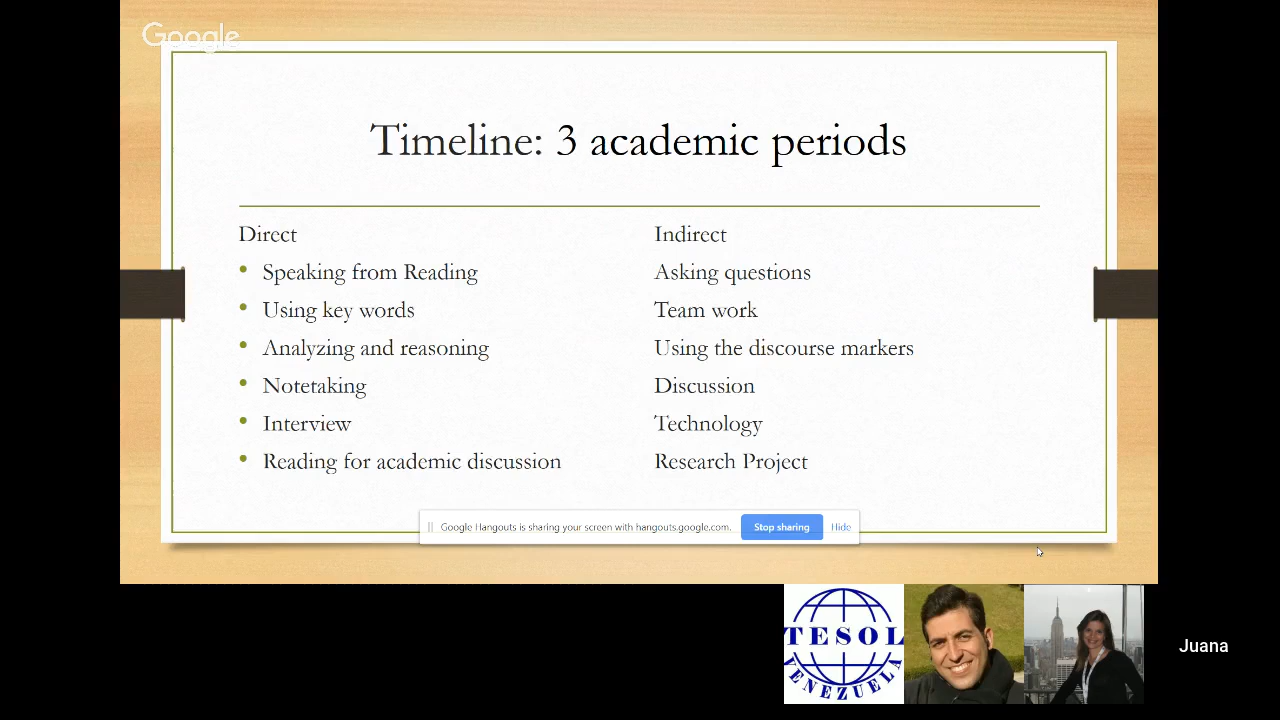 Google
Timeline: 3 academic periods
Direct
• Speaking from Reading
• Using key words
• Analyzing and reasoning
• Notetaking
• Interview
• Reading for academic discussion
Indirect
Asking questions
Team work
Using the discourse markers
Discussion
Technology
Research Project
Google Hangouts is sharing your screen with hangouts.google.com. Stop sharing Hide
TESOL
VENEZUELA
Juana